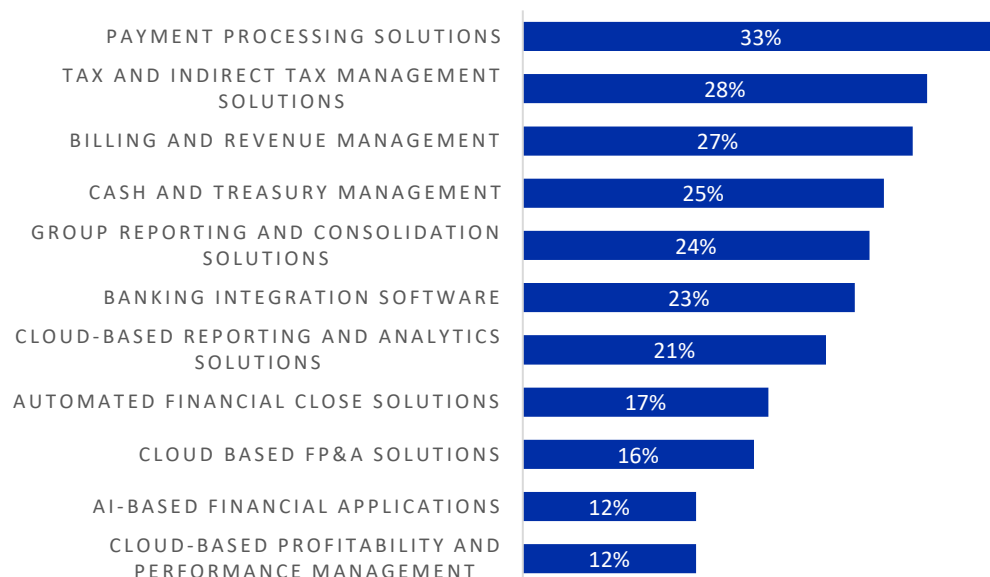 PAYMENT PROCESSING SOLUTIONS
33%
TAX AND INDIRECT TAX MANAGEMENT
SOLUTIONS
28%
BILLING AND REVENUE MANAGEMENT
27%
CASH AND TREASURY MANAGEMENT
25%
GROUP REPORTING AND CONSOLIDATION
SOLUTIONS
24%
BANKING INTEGRATION SOFTWARE
23%
CLOUD-BASED REPORTING AND ANALYTICS
SOLUTIONS
21%
AUTOMATED FINANCIAL CLOSE SOLUTIONS
17%
CLOUD BASED FP&A SOLUTIONS
16%
AI-BASED FINANCIAL APPLICATIONS
12%
CLOUD-BASED PROFITABILITY AND
PERFORMANCE MANAGEMENT
12%